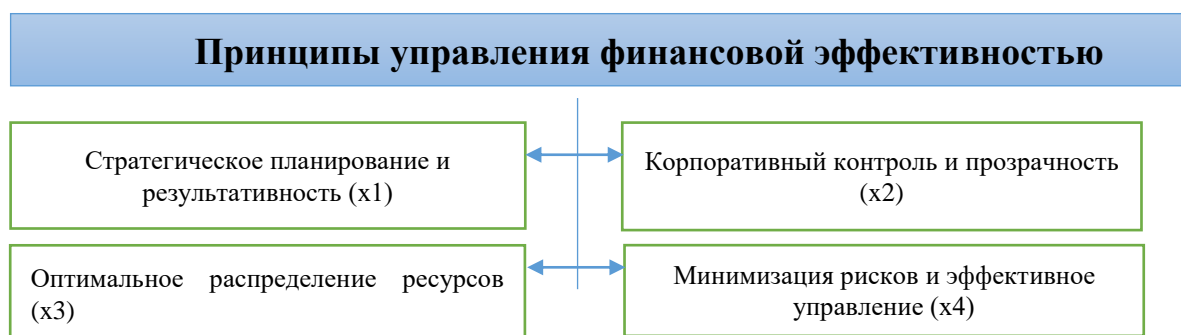 Принципы управления финансовой эффективностью
Стратегическое планирование и
результативность (x1)
Корпоративный контроль и прозрачность
(x2)
Оптимальное распределение ресурсов
(x3)
Минимизация рисков и эффективное
управление (x4)